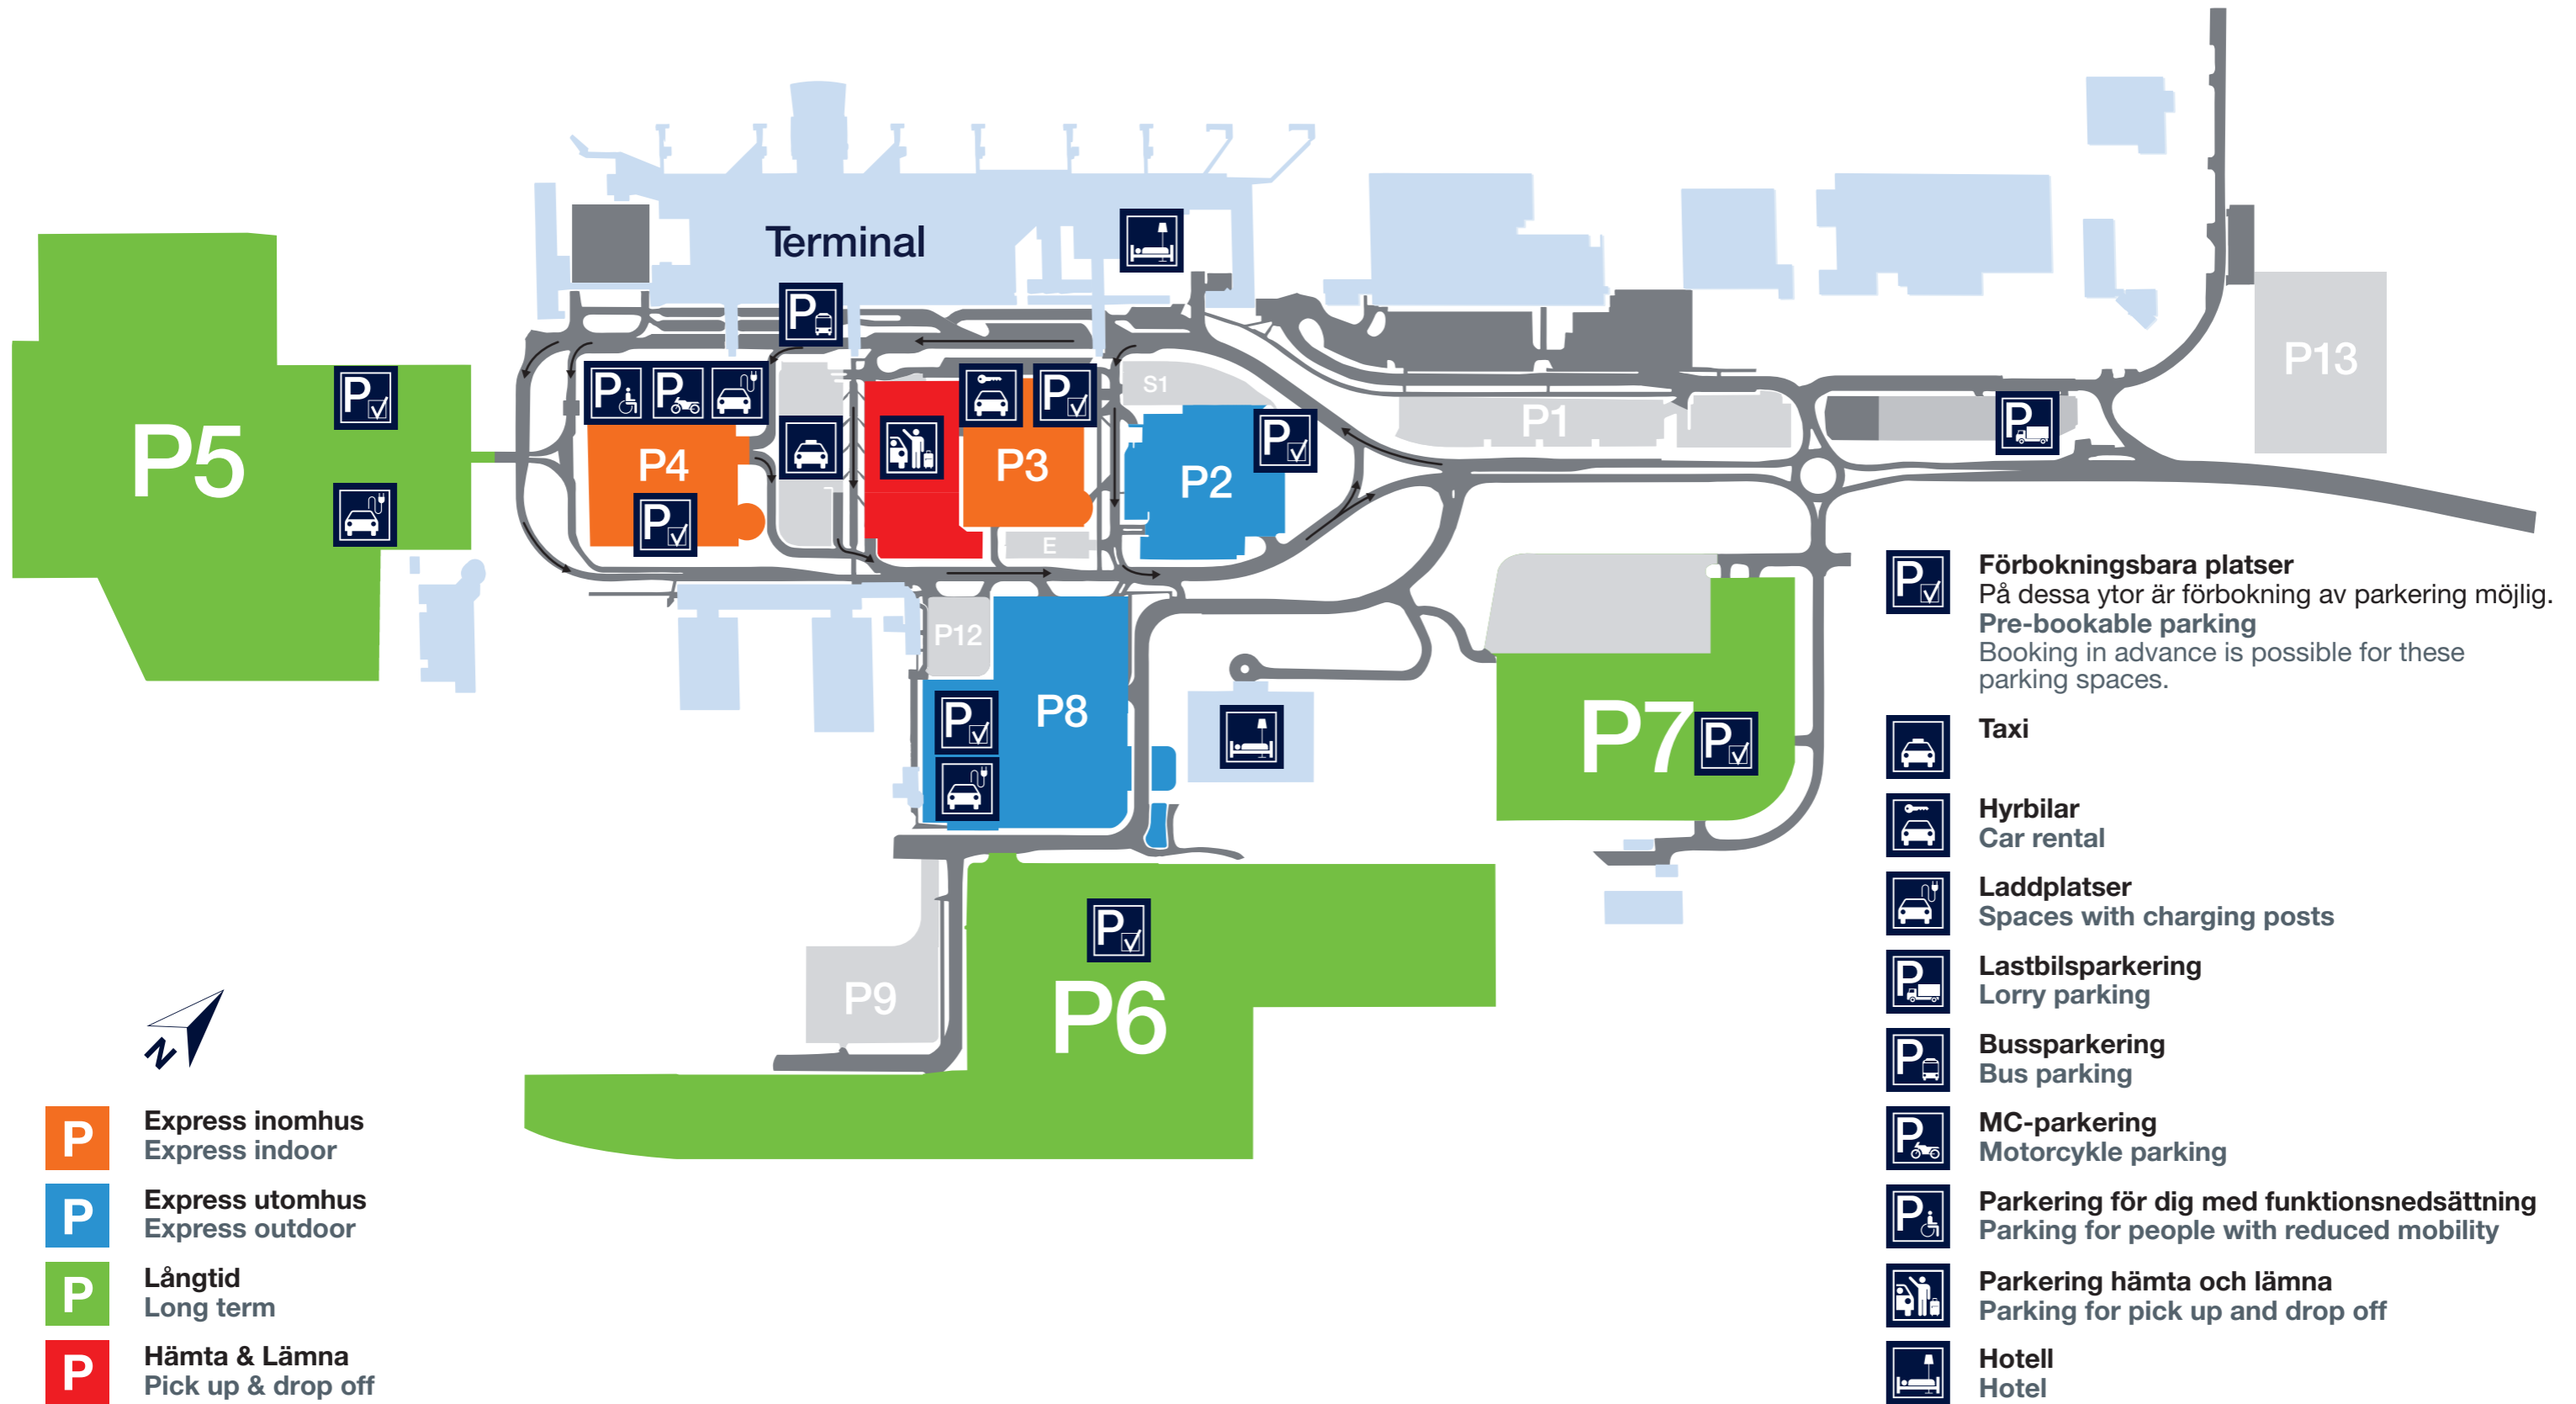 Terminal
P
P
P13
P
P
P
P
S1
P1
P
P5
P4
P3
P2
P
P
E
P12
P8
P
P7
P
P
P6
P9
N
P
Express inomhus
Express indoor
P
Express utomhus
Express outdoor
P
Långtid
Long term
P
Hämta & Lämna
Pick up & drop off
P
Förbokningsbara platser
På dessa ytor är förbokning av parkering möjlig.
Pre-bookable parking
Booking in advance is possible for these
parking spaces.
Taxi
Hyrbilar
Car rental
Laddplatser
Spaces with charging posts
P
Lastbilsparkering
Lorry parking
P
Bussparkering
Bus parking
P
MC-parkering
Motorcykle parking
P
Parkering för dig med funktionsnedsättning
Parking for people with reduced mobility
Parkering hämta och lämna
Parking for pick up and drop off
Hotell
Hotel